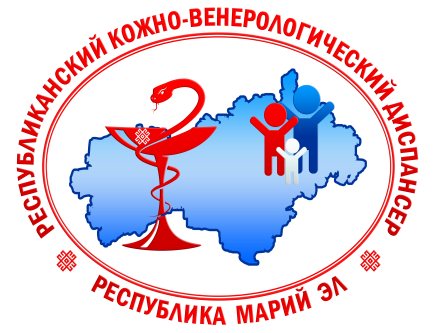 РЕСПУБЛИКАНСКИЙ КОЖНО-ВЕНЕРОЛОГИЧЕСКИЙ ДИСПАНСЕР
РЕСПУБЛИКА МАРИЙ ЭЛ